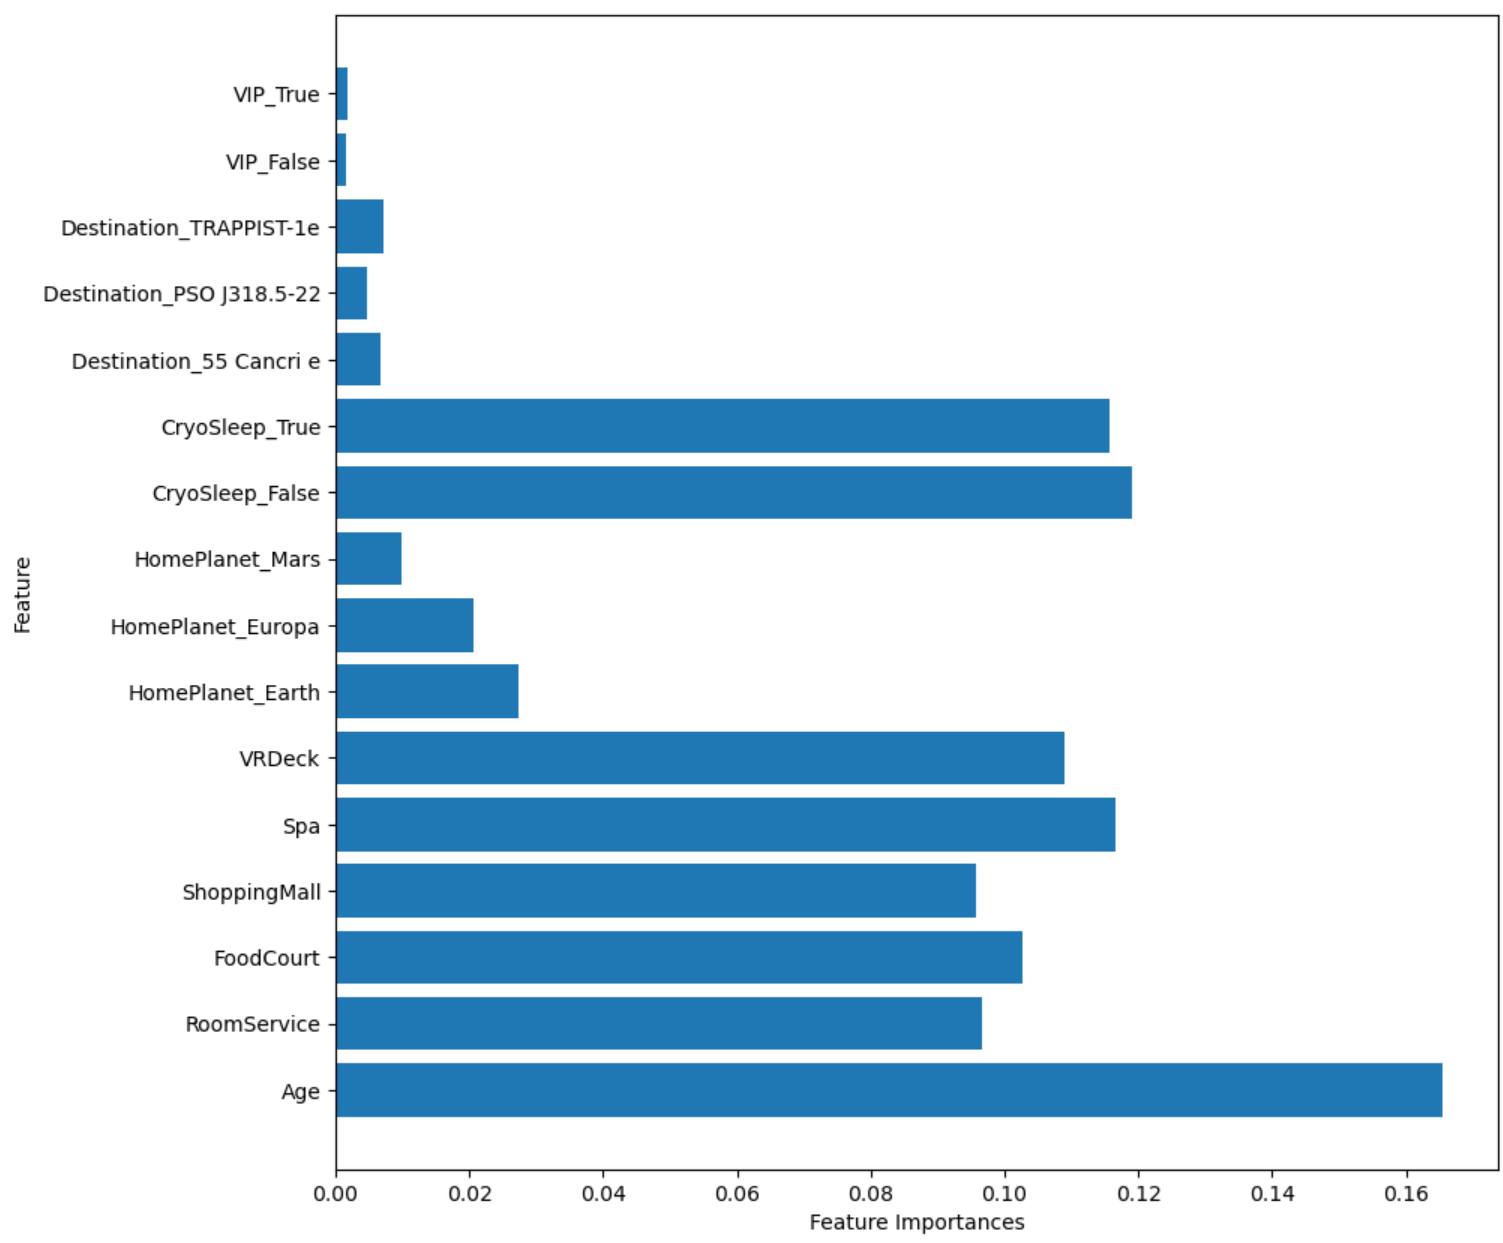 VIP_True
VIP_False
Destination_TRAPPIST-1e
Destination_PSO J318.5-22
Destination_55 Cancri e
CryoSleep_True
CryoSleep_False
HomePlanet_Mars
HomePlanet_Europa
HomePlanet_Earth
VRDeck
Spa
ShoppingMall
FoodCourt
RoomService
Age
Feature
0.00 0.02 0.04 0.06 0.08 0.10 0.12 0.14 0.16
Feature Importances